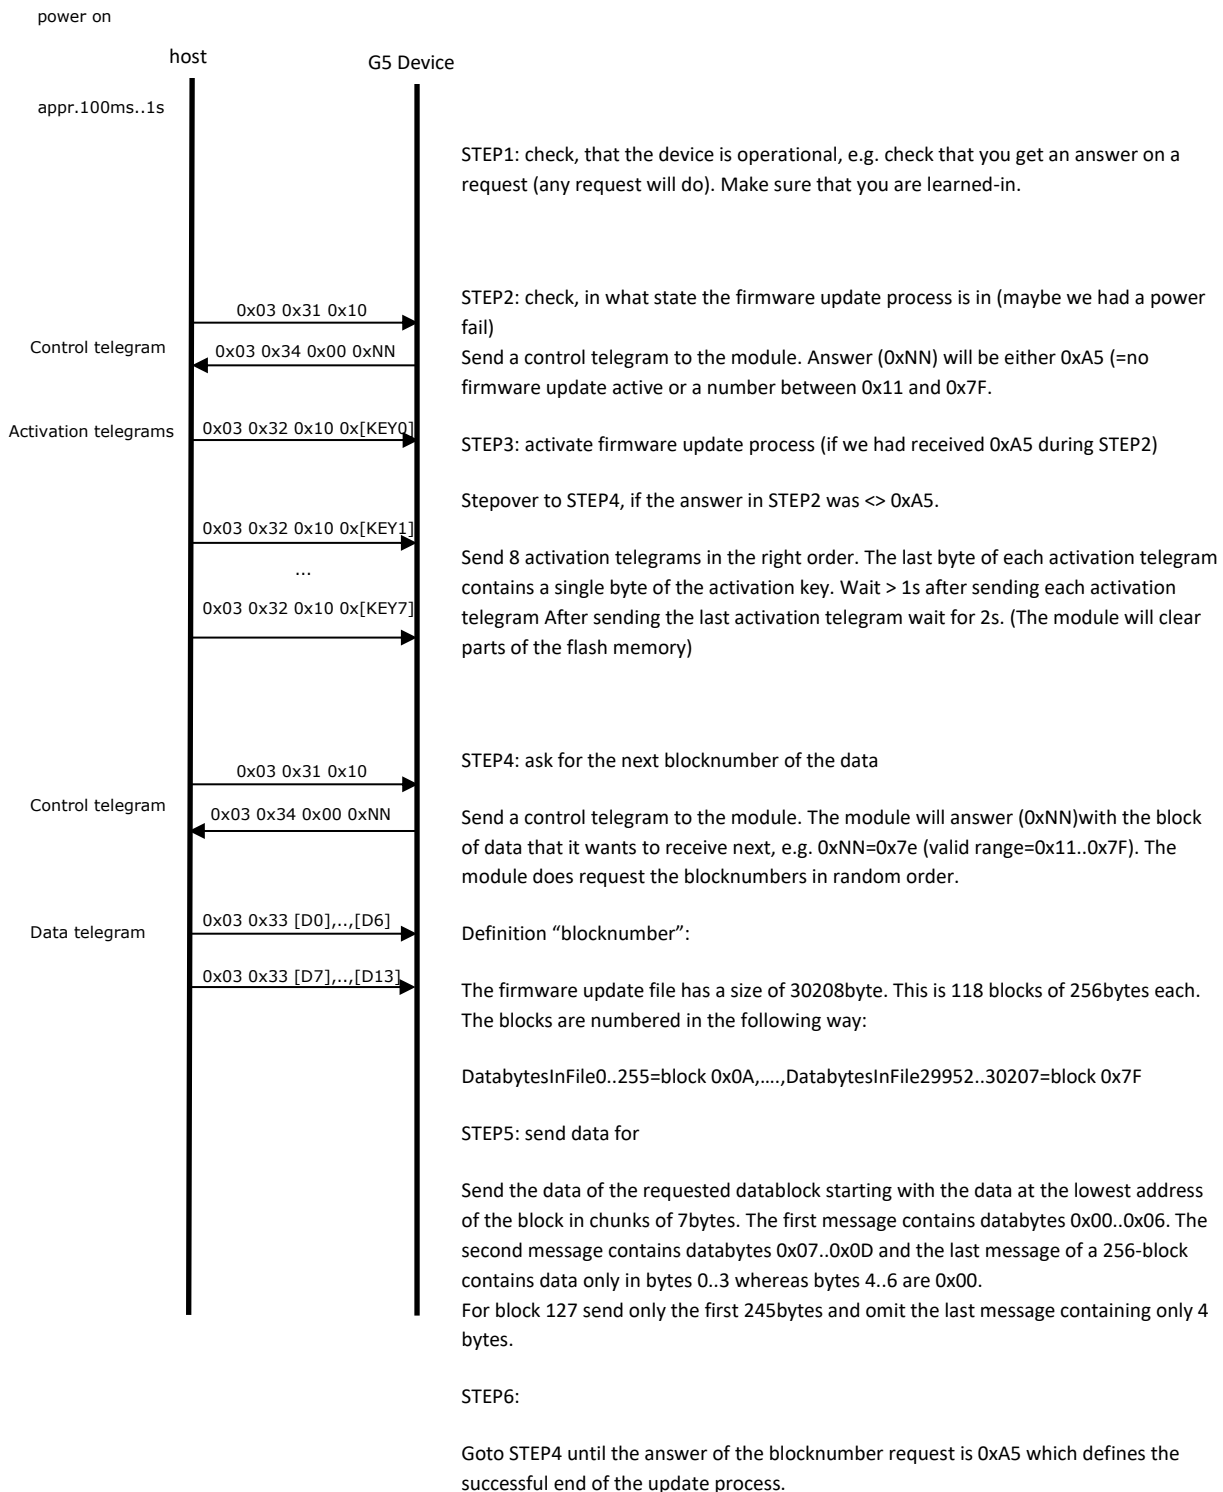 power on
host
G5 Device
appr.100ms..1s
STEP1: check, that the device is operational, e.g. check that you get an answer on a
request (any request will do). Make sure that you are learned-in.
STEP2: check, in what state the firmware update process is in (maybe we had a power
fail)
0x03 0x31 0x10
Control telegram
0x03 0x34 0x00 0xNN
Send a control telegram to the module. Answer (0xNN) will be either 0xA5 (=no
firmware update active or a number between 0x11 and 0x7F.
Activation telegrams
0x03 0x32 0x10 0x[KEY0]
STEP3: activate firmware update process (if we had received 0xA5 during STEP2)
Stepover to STEP4, if the answer in STEP2 was <> 0xA5.
0x03 0x32 0x10 0x[KEY1]
...
0x03 0x32 0x10 0x[KEY7]
Send 8 activation telegrams in the right order. The last byte of each activation telegram
contains a single byte of the activation key. Wait > 1s after sending each activation
telegram After sending the last activation telegram wait for 2s. (The module will clear
parts of the flash memory)
STEP4: ask for the next blocknumber of the data
0x03 0x31 0x10
Control telegram
0x03 0x34 0x00 0xNN
Send a control telegram to the module. The module will answer (0xNN)with the block
of data that it wants to receive next, e.g. 0xNN=0x7e (valid range=0x11..0x7F). The
module does request the blocknumbers in random order.
Data telegram
0x03 0x33 [D0],..,[D6]
Definition “blocknumber”:
0x03 0x33 [D7],..,[D13]
The firmware update file has a size of 30208byte. This is 118 blocks of 256bytes each.
The blocks are numbered in the following way:
DatabytesInFile0..255=block 0x0A,….,DatabytesInFile29952..30207=block 0x7F
STEP5: send data for
Send the data of the requested datablock starting with the data at the lowest address
of the block in chunks of 7bytes. The first message contains databytes 0x00..0x06. The
second message contains databytes 0x07..0x0D and the last message of a 256-block
contains data only in bytes 0..3 whereas bytes 4..6 are 0x00.
For block 127 send only the first 245bytes and omit the last message containing only 4
bytes.
STEP6:
Goto STEP4 until the answer of the blocknumber request is 0xA5 which defines the
successful end of the update process.